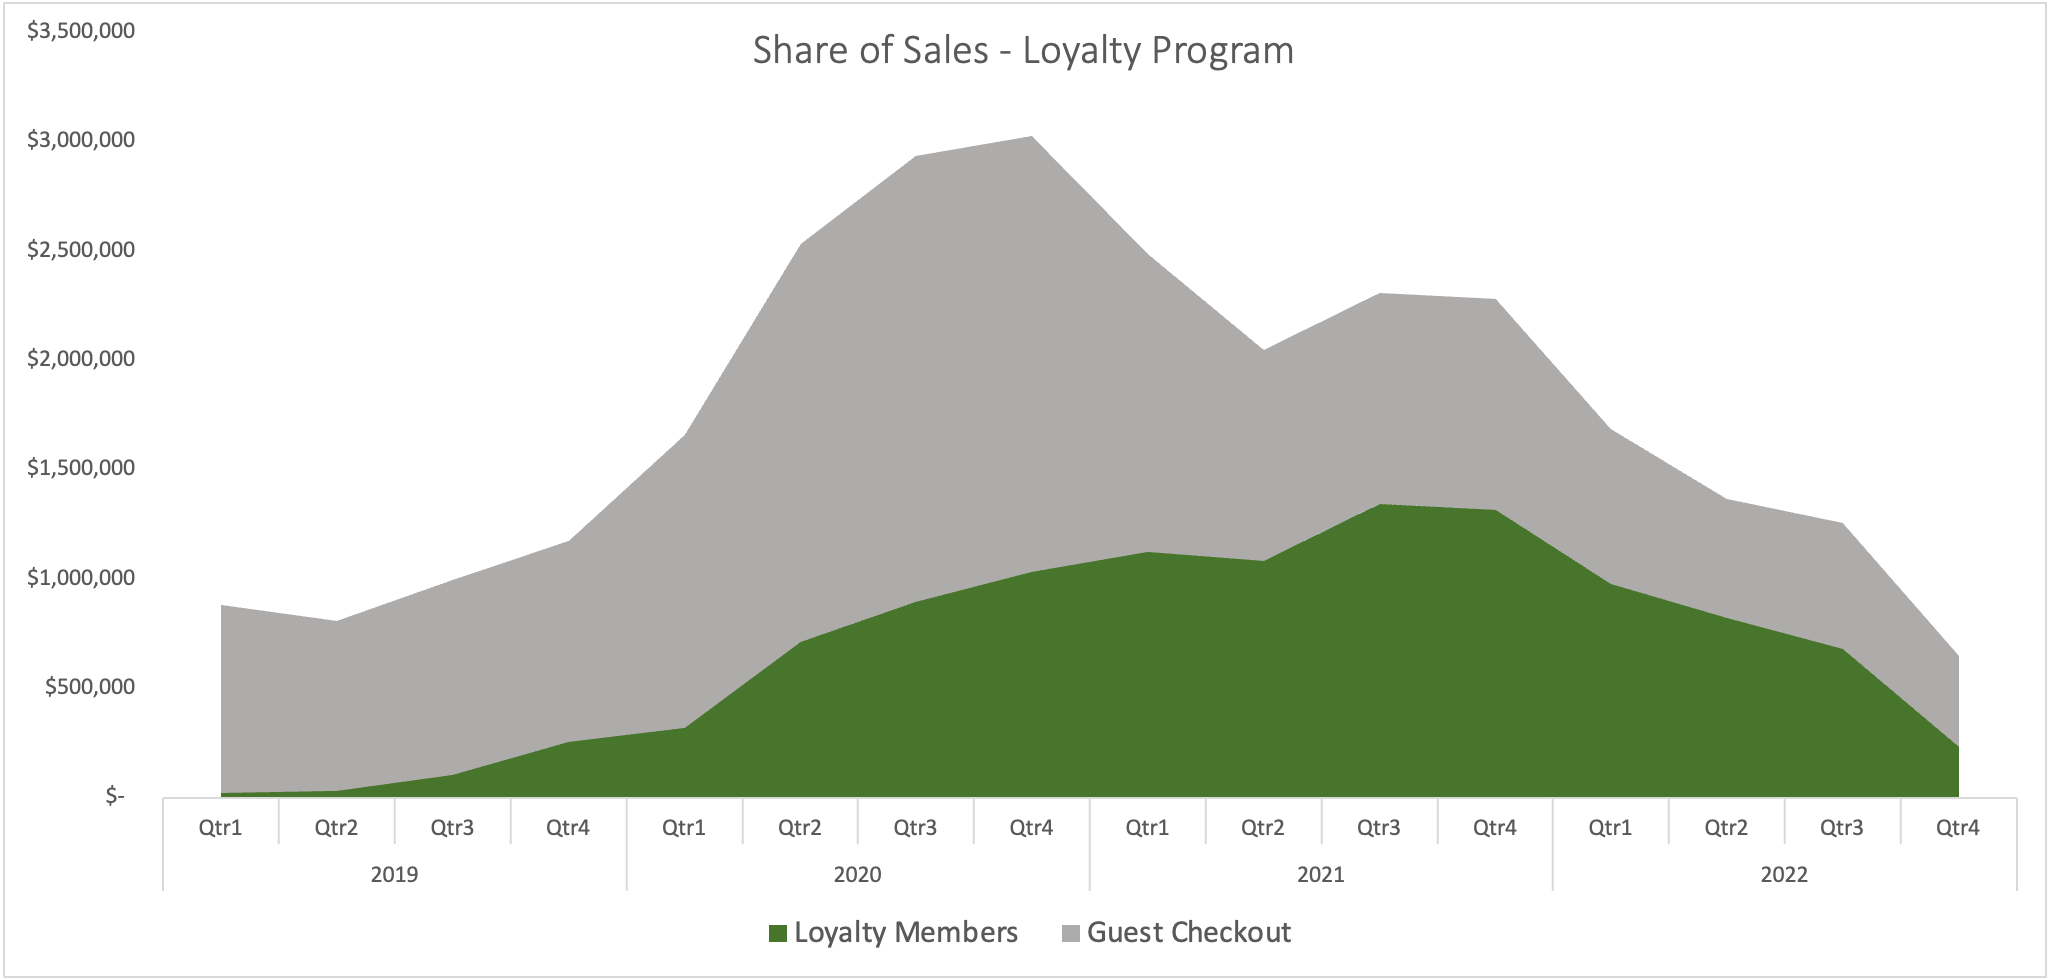 Share of Sales - Loyalty Program
$3,500,000
$3,000,000
$2,500,000
$2,000,000
$1,500,000
$1,000,000
$500,000
$-
Qtr1 Qtr2 Qtr3 Qtr4 Qtr1 Qtr2 Qtr3 Qtr4 Qtr1 Qtr2 Qtr3 Qtr4 Qtr1 Qtr2 Qtr3 Qtr4
2019 2020 2021 2022
Loyalty Members Guest Checkout